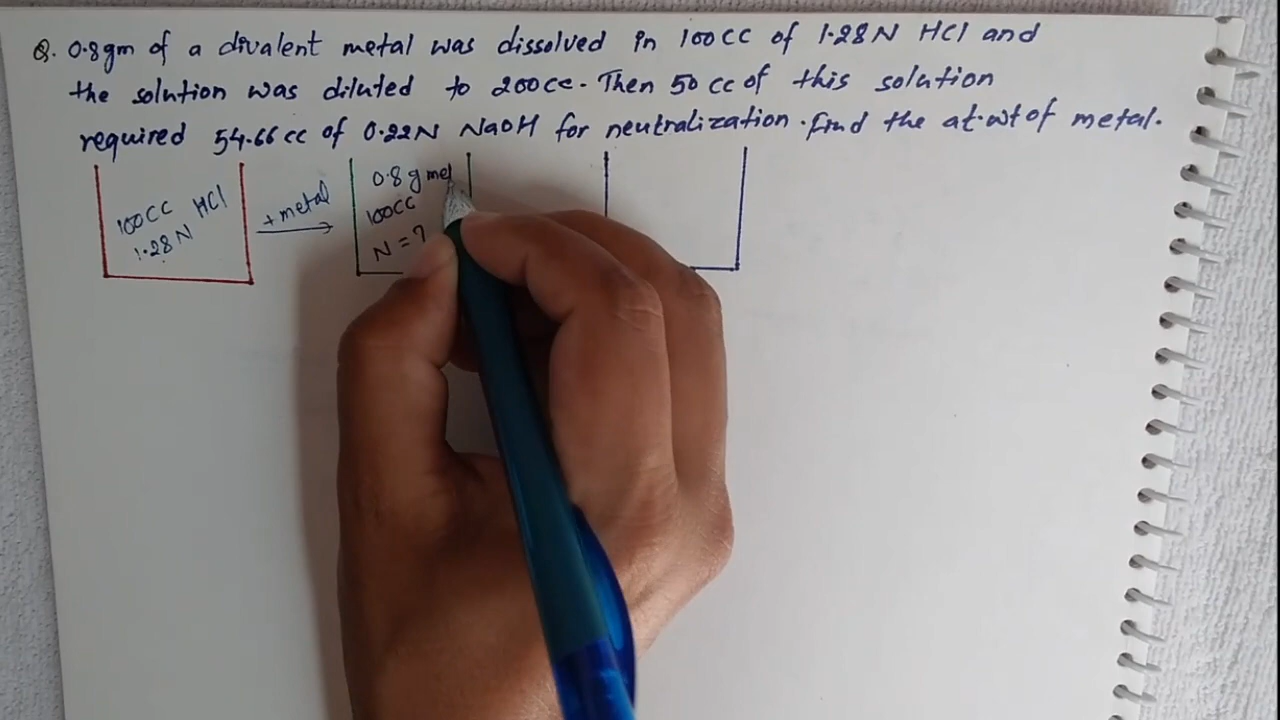 Q. 0.8gm of a divalent metal was dissolved in 100CC of 1.28N HCl and
the solution was diluted to 200cc. Then 50 cc of this solution
required 54.66 cc of 0.22N NaOH for neutralization. find the at.wt of metal.
100CC HCl
1.28N
+ metal
0.8 g met
100CC
N = ?